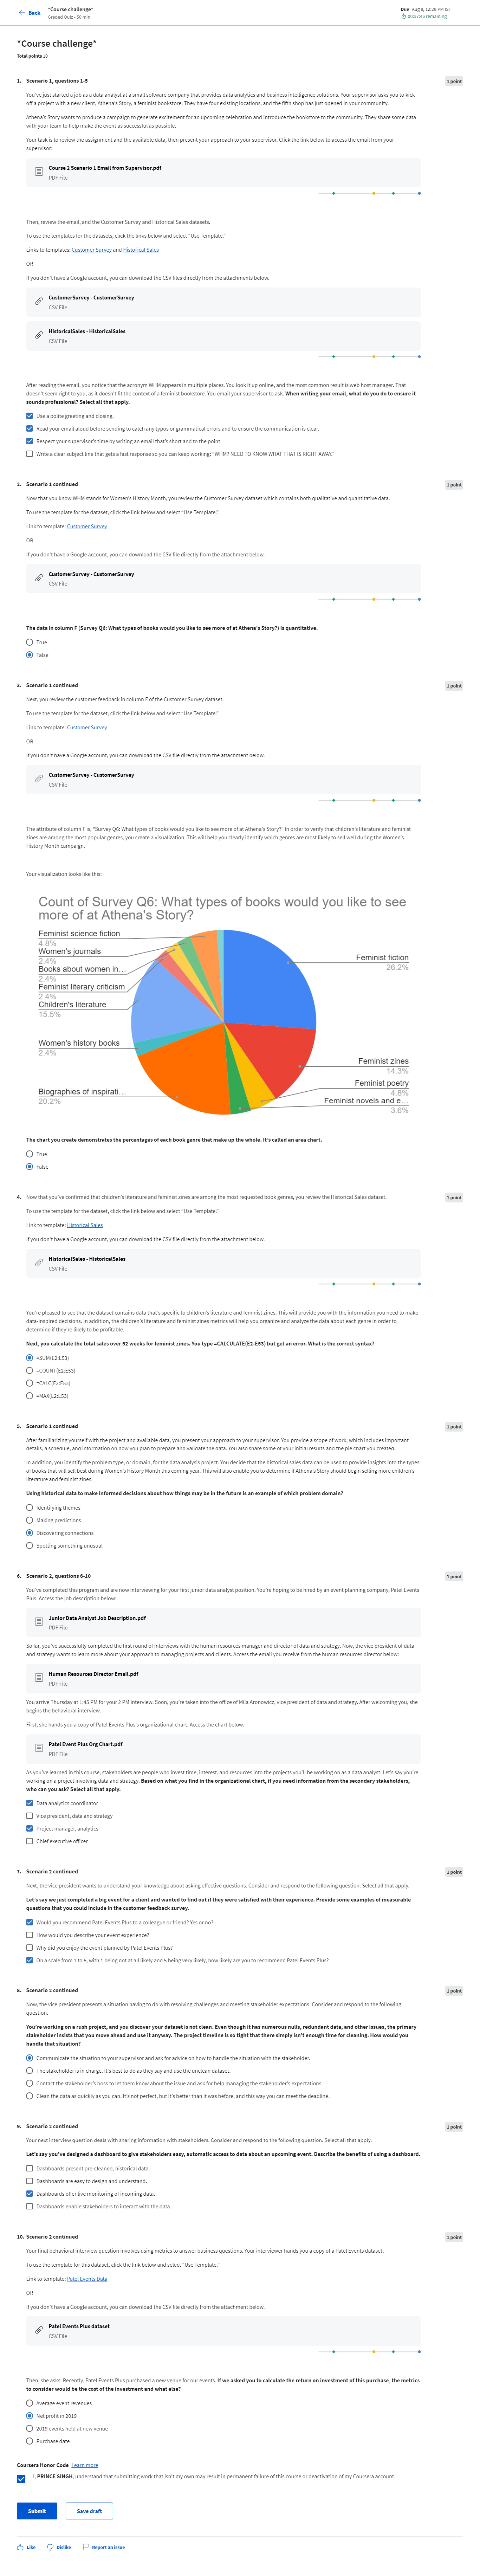 Back
*Course challenge*
Graded Quiz • 50 min
Due Aug 8, 12:29 PM IST
00:37:46 remaining
*Course challenge*
Total points 10
1. Scenario 1, questions 1-5
1 point
You've just started a job as a data analyst at a small software company that provides data analytics and business intelligence solutions. Your supervisor asks you to kick
off a project with a new client, Athena's Story, a feminist bookstore. They have four existing locations, and the fifth shop has just opened in your community.
Athena's Story wants to produce a campaign to generate excitement for an upcoming celebration and introduce the bookstore to the community. They share some data
with your team to help make the event as successful as possible.
Your task is to review the assignment and the available data, then present your approach to your supervisor. Click the link below to access the email from your
supervisor:
Course 2 Scenario 1 Email from Supervisor.pdf
PDF File
Then, review the email, and the Customer Survey and Historical Sales datasets.
To use the templates for the datasets, click the links below and select "Use Template."
Links to templates: Customer Survey and Historical Sales
OR
If you don't have a Google account, you can download the CSV files directly from the attachments below.
CustomerSurvey - CustomerSurvey
CSV File
HistoricalSales - HistoricalSales
CSV File
After reading the email, you notice that the acronym WHM appears in multiple places. You look it up online, and the most common result is web host manager. That
doesn't seem right to you, as it doesn't fit the context of a feminist bookstore. You email your supervisor to ask. When writing your email, what do you do to ensure it
sounds professional? Select all that apply.
Use a polite greeting and closing.
Read your email aloud before sending to catch any typos or grammatical errors and to ensure the communication is clear.
Respect your supervisor's time by writing an email that's short and to the point.
Write a clear subject line that gets a fast response so you can keep working: "WHM? NEED TO KNOW WHAT THAT IS RIGHT AWAY."
2. Scenario 1 continued
1 point
Now that you know WHM stands for Women's History Month, you review the Customer Survey dataset which contains both qualitative and quantitative data.
To use the template for the dataset, click the link below and select "Use Template."
Link to template: Customer Survey
OR
If you don't have a Google account, you can download the CSV file directly from the attachment below.
CustomerSurvey - CustomerSurvey
CSV File
The data in column F (Survey Q6: What types of books would you like to see more of at Athena's Story?) is quantitative.
True
False
3. Scenario 1 continued
1 point
Next, you review the customer feedback in column F of the Customer Survey dataset.
To use the template for the dataset, click the link below and select "Use Template."
Link to template: Customer Survey
OR
If you don't have a Google account, you can download the CSV file directly from the attachment below.
CustomerSurvey - CustomerSurvey
CSV File
The attribute of column F is, "Survey Q6: What types of books would you like to see more of at Athena's Story?" In order to verify that children's literature and feminist
zines are among the most popular genres, you create a visualization. This will help you clearly identify which genres are most likely to sell well during the Women's
History Month campaign.
Your visualization looks like this:
Count of Survey Q6: What types of books would you like to see
more of at Athena's Story?
Feminist science fiction
4.8%
Women's journals
2.4%
Books about women in…
2.4%
Feminist literary criticism
2.4%
Children's literature
15.5%
Women's history books
2.4%
Biographies of inspirati…
20.2%
Feminist fiction
26.2%
Feminist zines
14.3%
Feminist poetry
4.8%
Feminist novels and e…
3.6%
The chart you create demonstrates the percentages of each book genre that make up the whole. It's called an area chart.
True
False
4. Now that you've confirmed that children's literature and feminist zines are among the most requested book genres, you review the Historical Sales dataset.
1 point
To use the template for the dataset, click the link below and select "Use Template."
Link to template: Historical Sales
If you don't have a Google account, you can download the CSV file directly from the attachment below.
HistoricalSales - HistoricalSales
CSV File
You're pleased to see that the dataset contains data that's specific to children's literature and feminist zines. This will provide you with the information you need to make
data-inspired decisions. In addition, the children's literature and feminist zines metrics will help you organize and analyze the data about each genre in order to
determine if they're likely to be profitable.
Next, you calculate the total sales over 52 weeks for feminist zines. You type =CALCULATE(E2-E53) but get an error. What is the correct syntax?
=SUM(E2:E53)
=COUNT(E2:E53)
=CALC(E2:E53)
=MAX(E2:E53)
5. Scenario 1 continued
1 point
After familiarizing yourself with the project and available data, you present your approach to your supervisor. You provide a scope of work, which includes important
details, a schedule, and information on how you plan to prepare and validate the data. You also share some of your initial results and the pie chart you created.
In addition, you identify the problem type, or domain, for the data analysis project. You decide that the historical sales data can be used to provide insights into the types
of books that will sell best during Women's History Month this coming year. This will also enable you to determine if Athena's Story should begin selling more children's
literature and feminist zines.
Using historical data to make informed decisions about how things may be in the future is an example of which problem domain?
Identifying themes
Making predictions
Discovering connections
Spotting something unusual
6. Scenario 2, questions 6-10
1 point
You've completed this program and are now interviewing for your first junior data analyst position. You're hoping to be hired by an event planning company, Patel Events
Plus. Access the job description below:
Junior Data Analyst Job Description.pdf
PDF File
So far, you've successfully completed the first round of interviews with the human resources manager and director of data and strategy. Now, the vice president of data
and strategy wants to learn more about your approach to managing projects and clients. Access the email you receive from the human resources director below:
Human Resources Director Email.pdf
PDF File
You arrive Thursday at 1:45 PM for your 2 PM interview. Soon, you're taken into the office of Mila Aronowicz, vice president of data and strategy. After welcoming you, she
begins the behavioral interview.
First, she hands you a copy of Patel Events Plus's organizational chart. Access the chart below:
Patel Event Plus Org Chart.pdf
PDF File
As you've learned in this course, stakeholders are people who invest time, interest, and resources into the projects you'll be working on as a data analyst. Let's say you're
working on a project involving data and strategy. Based on what you find in the organizational chart, if you need information from the secondary stakeholders,
who can you ask? Select all that apply.
Data analytics coordinator
Vice president, data and strategy
Project manager, analytics
Chief executive officer
7. Scenario 2 continued
1 point
Next, the vice president wants to understand your knowledge about asking effective questions. Consider and respond to the following question. Select all that apply.
Let's say we just completed a big event for a client and wanted to find out if they were satisfied with their experience. Provide some examples of measurable
questions that you could include in the customer feedback survey.
Would you recommend Patel Events Plus to a colleague or friend? Yes or no?
How would you describe your event experience?
Why did you enjoy the event planned by Patel Events Plus?
On a scale from 1 to 5, with 1 being not at all likely and 5 being very likely, how likely are you to recommend Patel Events Plus?
8. Scenario 2 continued
1 point
Now, the vice president presents a situation having to do with resolving challenges and meeting stakeholder expectations. Consider and respond to the following
question.
You're working on a rush project, and you discover your dataset is not clean. Even though it has numerous nulls, redundant data, and other issues, the primary
stakeholder insists that you move ahead and use it anyway. The project timeline is so tight that there simply isn't enough time for cleaning. How would you
handle that situation?
Communicate the situation to your supervisor and ask for advice on how to handle the situation with the stakeholder.
The stakeholder is in charge. It's best to do as they say and use the unclean dataset.
Contact the stakeholder's boss to let them know about the issue and ask for help managing the stakeholder's expectations.
Clean the data as quickly as you can. It's not perfect, but it's better than it was before, and this way you can meet the deadline.
9. Scenario 2 continued
1 point
Your next interview question deals with sharing information with stakeholders. Consider and respond to the following question. Select all that apply.
Let's say you've designed a dashboard to give stakeholders easy, automatic access to data about an upcoming event. Describe the benefits of using a dashboard.
Dashboards present pre-cleaned, historical data.
Dashboards are easy to design and understand.
Dashboards offer live monitoring of incoming data.
Dashboards enable stakeholders to interact with the data.
10. Scenario 2 continued
1 point
Your final behavioral interview question involves using metrics to answer business questions. Your interviewer hands you a copy of a Patel Events dataset.
To use the template for this dataset, click the link below and select "Use Template."
Link to template: Patel Events Data
OR
If you don't have a Google account, you can download the CSV file directly from the attachment below.
Patel Events Plus dataset
CSV File
Then, she asks: Recently, Patel Events Plus purchased a new venue for our events. If we asked you to calculate the return on investment of this purchase, the metrics
to consider would be the cost of the investment and what else?
Average event revenues
Net profit in 2019
2019 events held at new venue
Purchase date
Coursera Honor Code Learn more
I, PRINCE SINGH, understand that submitting work that isn't my own may result in permanent failure of this course or deactivation of my Coursera account.
Submit
Save draft
Like
Dislike
Report an issue